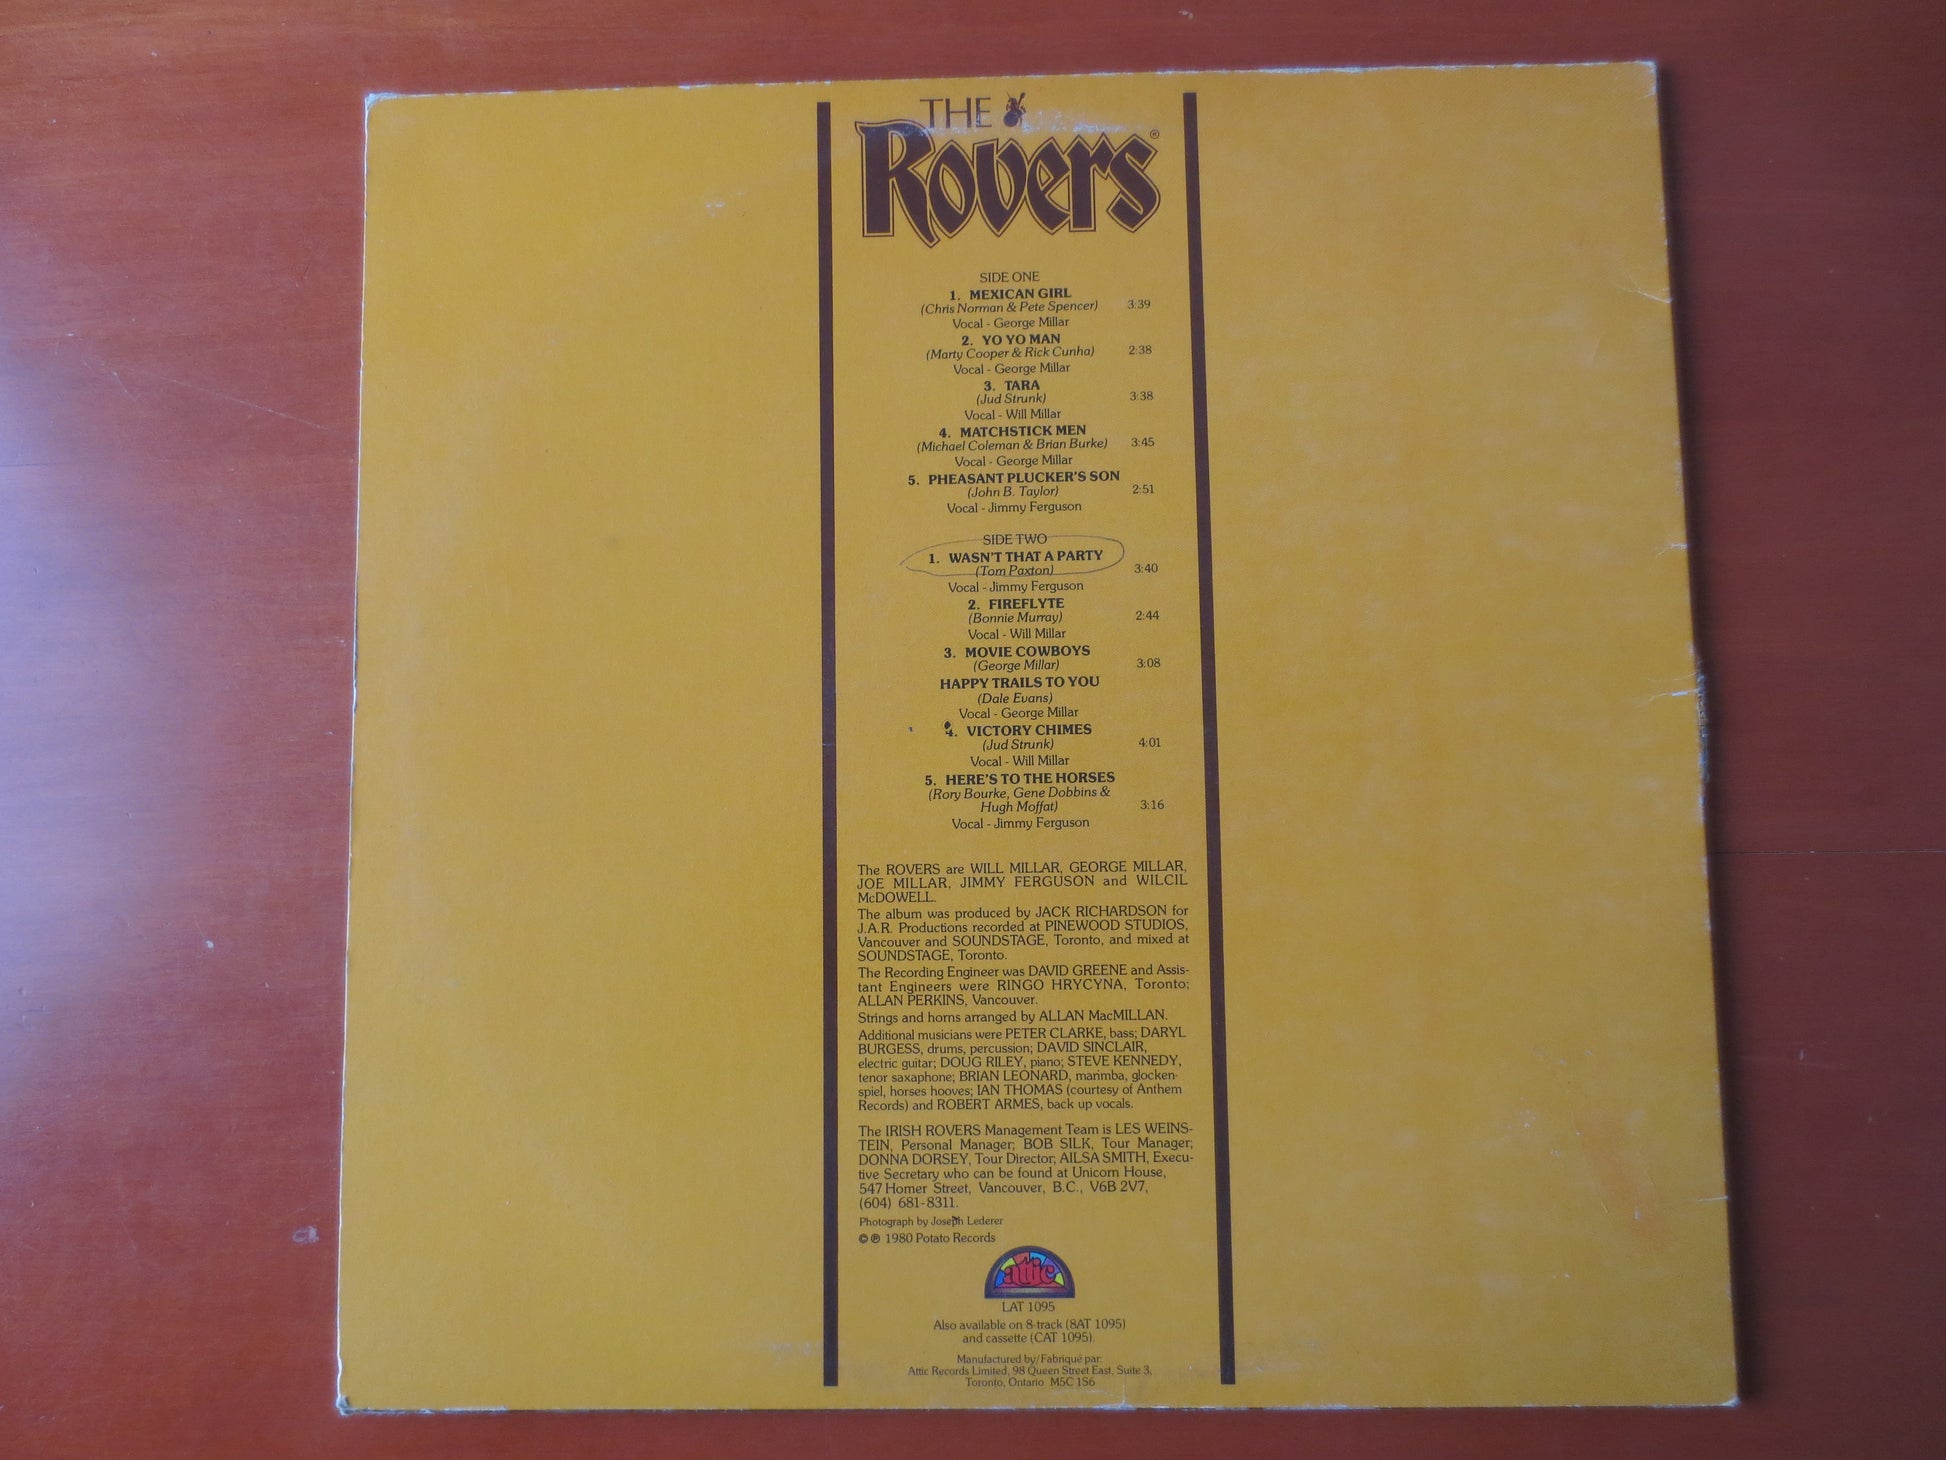 THE
Rovers®
SIDE ONE
1. MEXICAN GIRL
(Chris Norman & Pete Spencer) 3:39
Vocal - George Millar
2. YO YO MAN
(Marty Cooper & Rick Cunha) 2:38
Vocal - George Millar
3. TARA
(Jud Strunk) 3:38
Vocal - Will Millar
4. MATCHSTICK MEN
(Michael Coleman & Brian Burke) 3:45
Vocal - George Millar
5. PHEASANT PLUCKER'S SON
(John B. Taylor) 2:51
Vocal - Jimmy Ferguson
SIDE TWO
1. WASN'T THAT A PARTY
(Tom Paxton) 3:40
Vocal - Jimmy Ferguson
2. FIREFLYTE
(Bonnie Murray) 2:44
Vocal - Will Millar
3. MOVIE COWBOYS
(George Millar) 3:08
HAPPY TRAILS TO YOU
(Dale Evans)
Vocal - George Millar
4. VICTORY CHIMES
(Jud Strunk) 4:01
Vocal - Will Millar
5. HERE'S TO THE HORSES
(Rory Bourke, Gene Dobbins &
Hugh Moffat) 3:16
Vocal - Jimmy Ferguson
The ROVERS are WILL MILLAR, GEORGE MILLAR,
JOE MILLAR, JIMMY FERGUSON and WILCIL
McDOWELL.
The album was produced by JACK RICHARDSON for
J.A.R. Productions recorded at PINEWOOD STUDIOS,
Vancouver and SOUNDSTAGE, Toronto, and mixed at
SOUNDSTAGE, Toronto.
The Recording Engineer was DAVID GREENE and Assis-
tant Engineers were RINGO HRYCYNA, Toronto;
ALLAN PERKINS, Vancouver.
Strings and horns arranged by ALLAN MacMILLAN.
Additional musicians were PETER CLARKE, bass; DARYL
BURGESS, drums, percussion; DAVID SINCLAIR,
electric guitar; DOUG RILEY, piano; STEVE KENNEDY,
tenor saxaphone; BRIAN LEONARD, marimba, glocken-
spiel, horses hooves; IAN THOMAS (courtesy of Anthem
Records) and ROBERT ARMES, back up vocals.
The IRISH ROVERS Management Team is LES WEINS-
TEIN, Personal Manager; BOB SILK, Tour Manager;
DONNA DORSEY, Tour Director; AILSA SMITH, Execu-
tive Secretary who can be found at Unicorn House,
547 Homer Street, Vancouver, B.C., V6B 2V7,
(604) 681-8311.
Photograph by Joseph Lederer
© ℗ 1980 Potato Records
attic
LAT 1095
Also available on 8-track (8AT 1095)
and cassette (CAT 1095).
Manufactured by/Fabriqué par:
Attic Records Limited, 98 Queen Street East, Suite 3,
Toronto, Ontario M5C 1S6